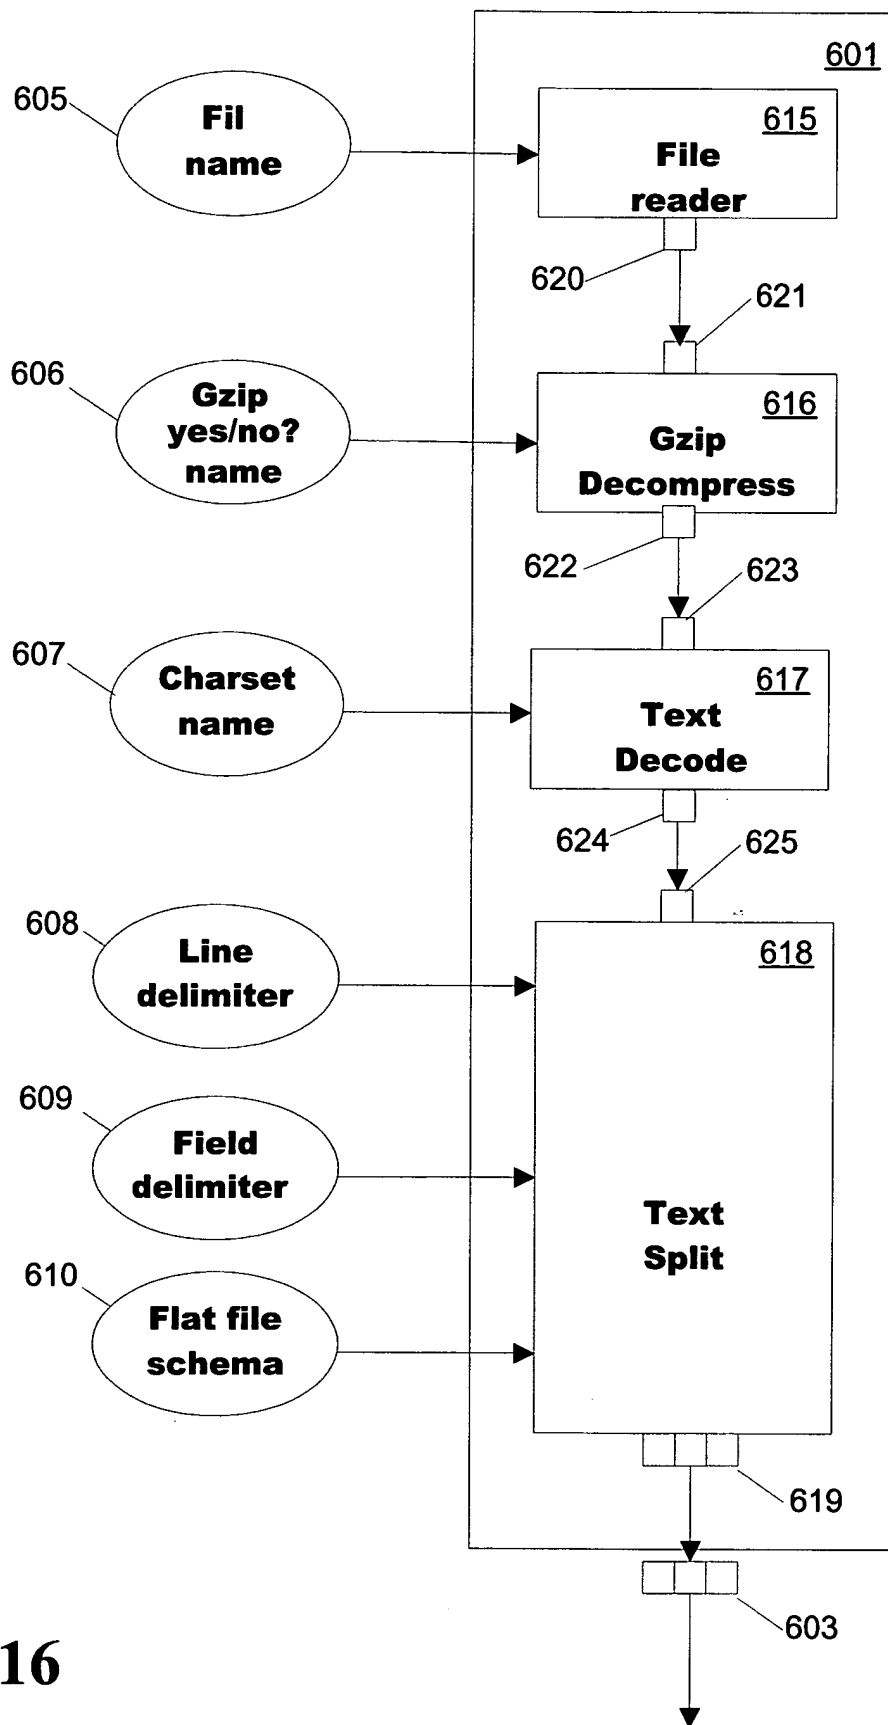 601
605
Fil
name
615
File
reader
620
621
606
Gzip
yes/no?
name
616
Gzip
Decompress
622
623
607
Charset
name
617
Text
Decode
624
625
608
Line
delimiter
618
609
Field
delimiter
Text
Split
610
Flat file
schema
619
603
16